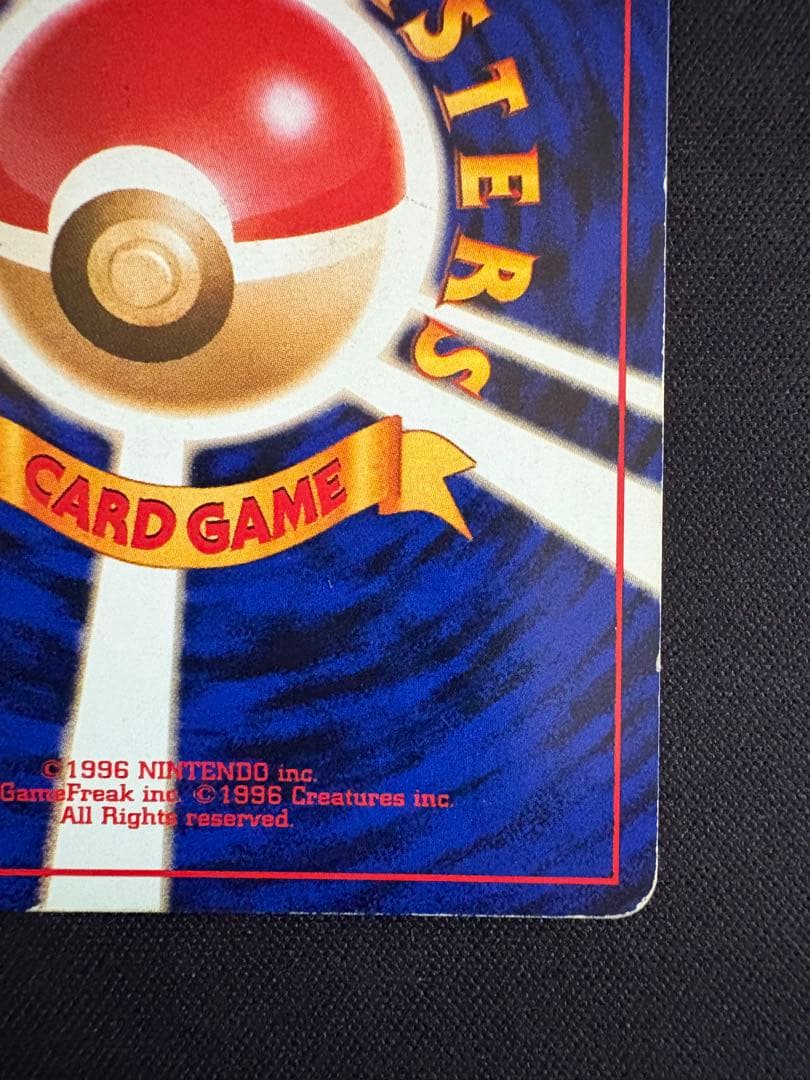 STERS
CARD GAME
©1996 NINTENDO inc.
GameFreak inc. ©1996 Creatures inc.
All Rights reserved.